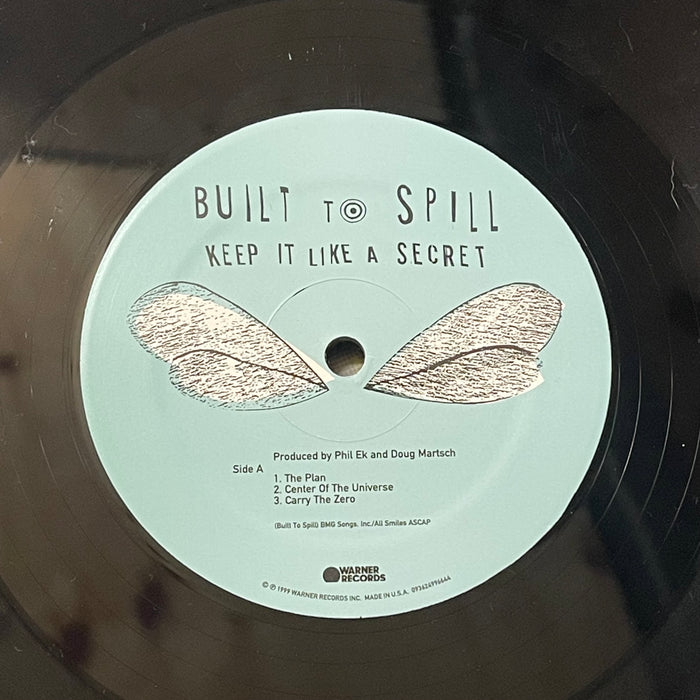 BUILT TO SPILL
KEEP IT LIKE A SECRET
Produced by Phil Ek and Doug Martsch
Side A
1. The Plan
2. Center Of The Universe
3. Carry The Zero
(Built To Spill) BMG Songs, Inc./All Smiles ASCAP
WARNER
RECORDS
© ℗ 1999 WARNER RECORDS INC. MADE IN U.S.A. 093624996644